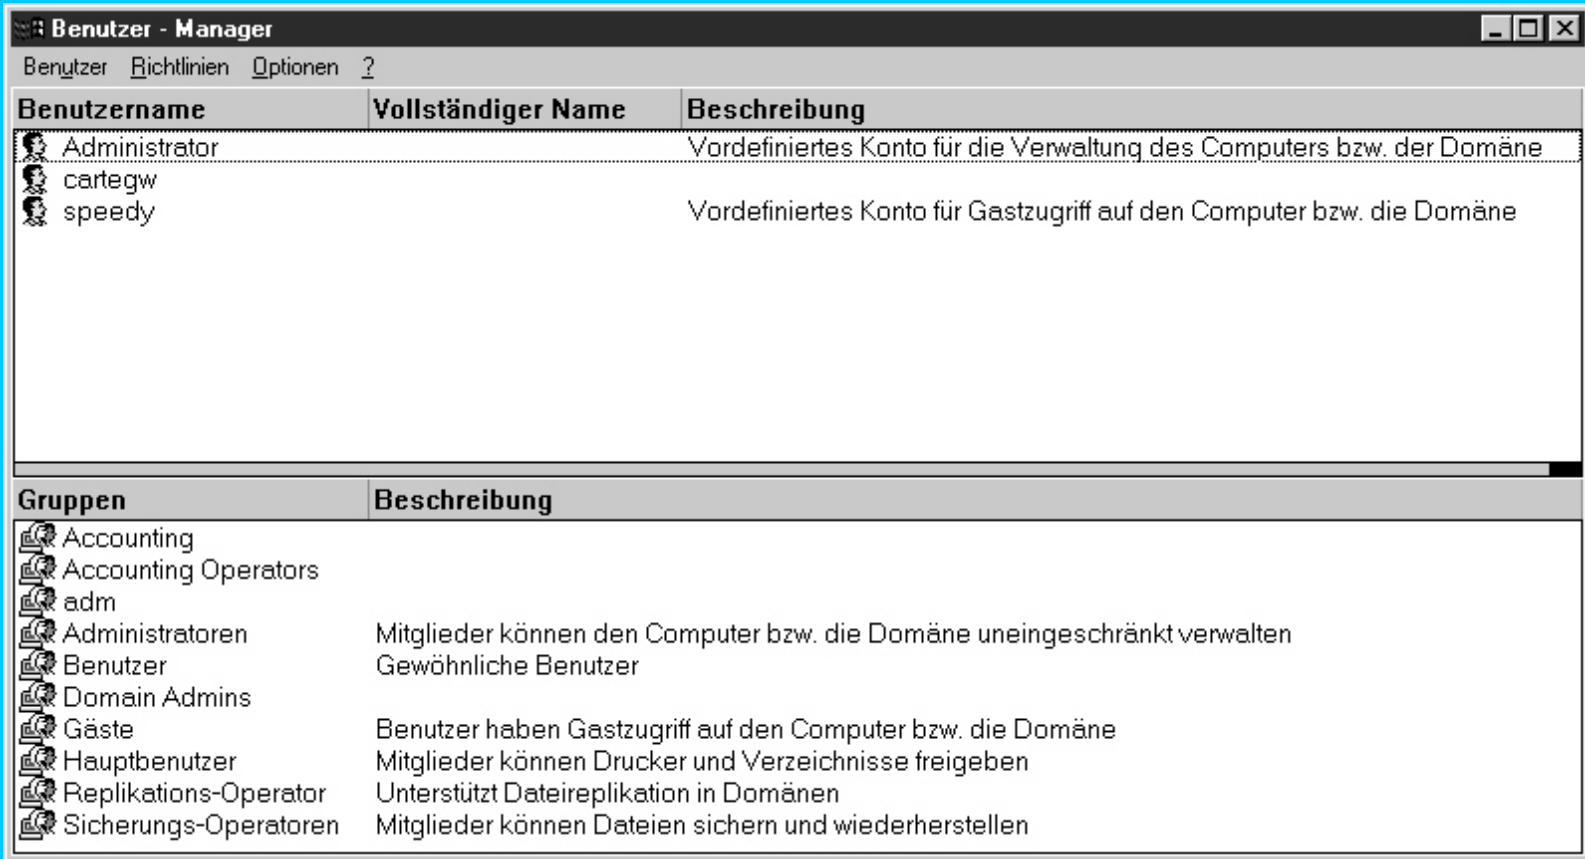 Benutzer - Manager
Benutzer Richtlinien Optionen ?
Benutzername Vollständiger Name Beschreibung
Administrator Vordefiniertes Konto für die Verwaltung des Computers bzw. der Domäne
cartegw
speedy Vordefiniertes Konto für Gastzugriff auf den Computer bzw. die Domäne
Gruppen Beschreibung
Accounting
Accounting Operators
adm
Administratoren Mitglieder können den Computer bzw. die Domäne uneingeschränkt verwalten
Benutzer Gewöhnliche Benutzer
Domain Admins
Gäste Benutzer haben Gastzugriff auf den Computer bzw. die Domäne
Hauptbenutzer Mitglieder können Drucker und Verzeichnisse freigeben
Replikations-Operator Unterstützt Dateireplikation in Domänen
Sicherungs-Operatoren Mitglieder können Dateien sichern und wiederherstellen